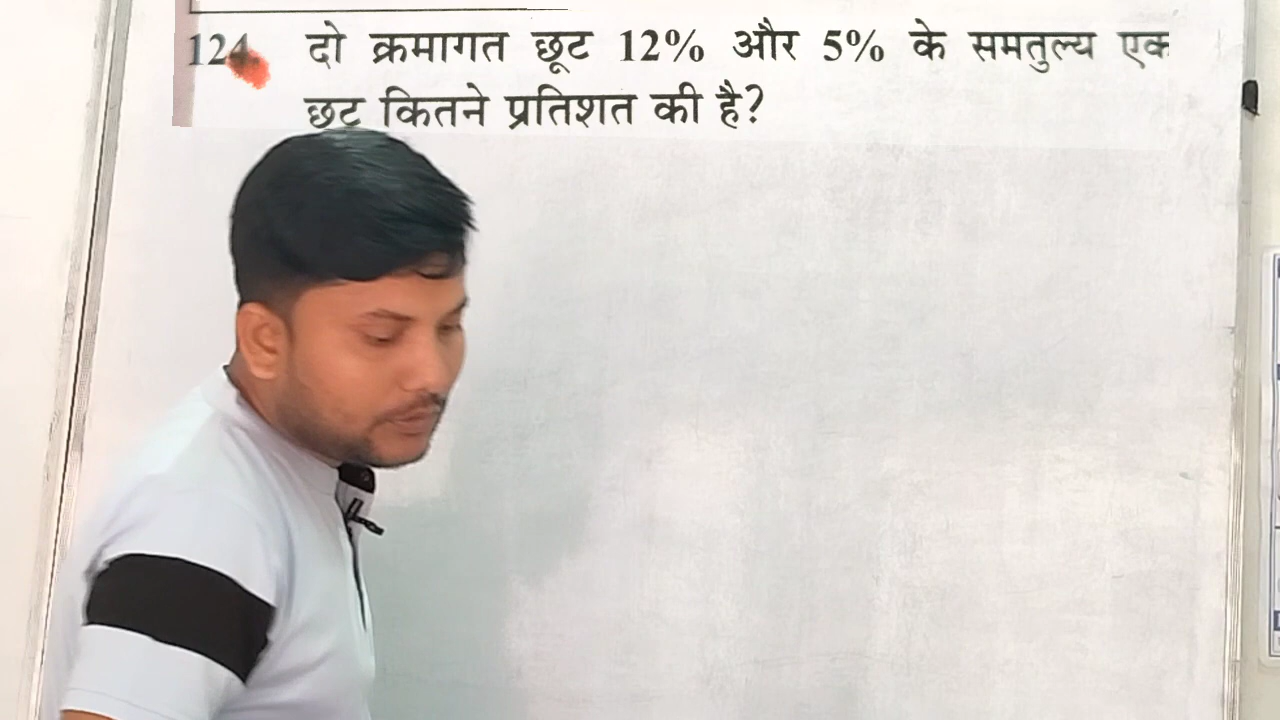 124. दो क्रमागत छूट 12% और 5% के समतुल्य एक
छूट कितने प्रतिशत की है?